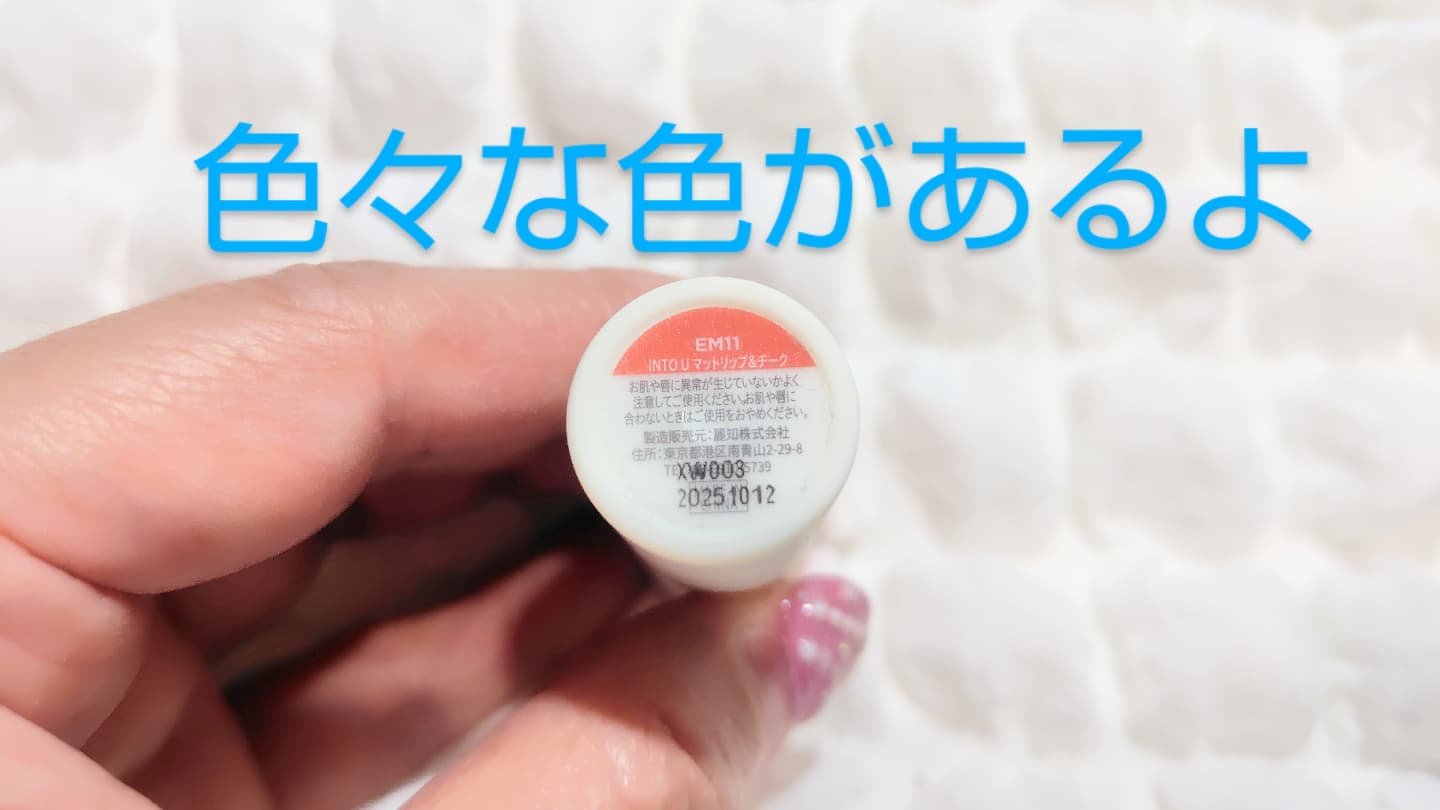 色々な色があるよ
EM11
INTO U マットリップ&チーク
お肌や唇に異常が生じていないかよく
注意してご使用ください。お肌や唇に
合わないときはご使用をおやめください。
製造販売元:麗知株式会社
住所:東京都港区南青山2-29-8
5739
XW003
20251012